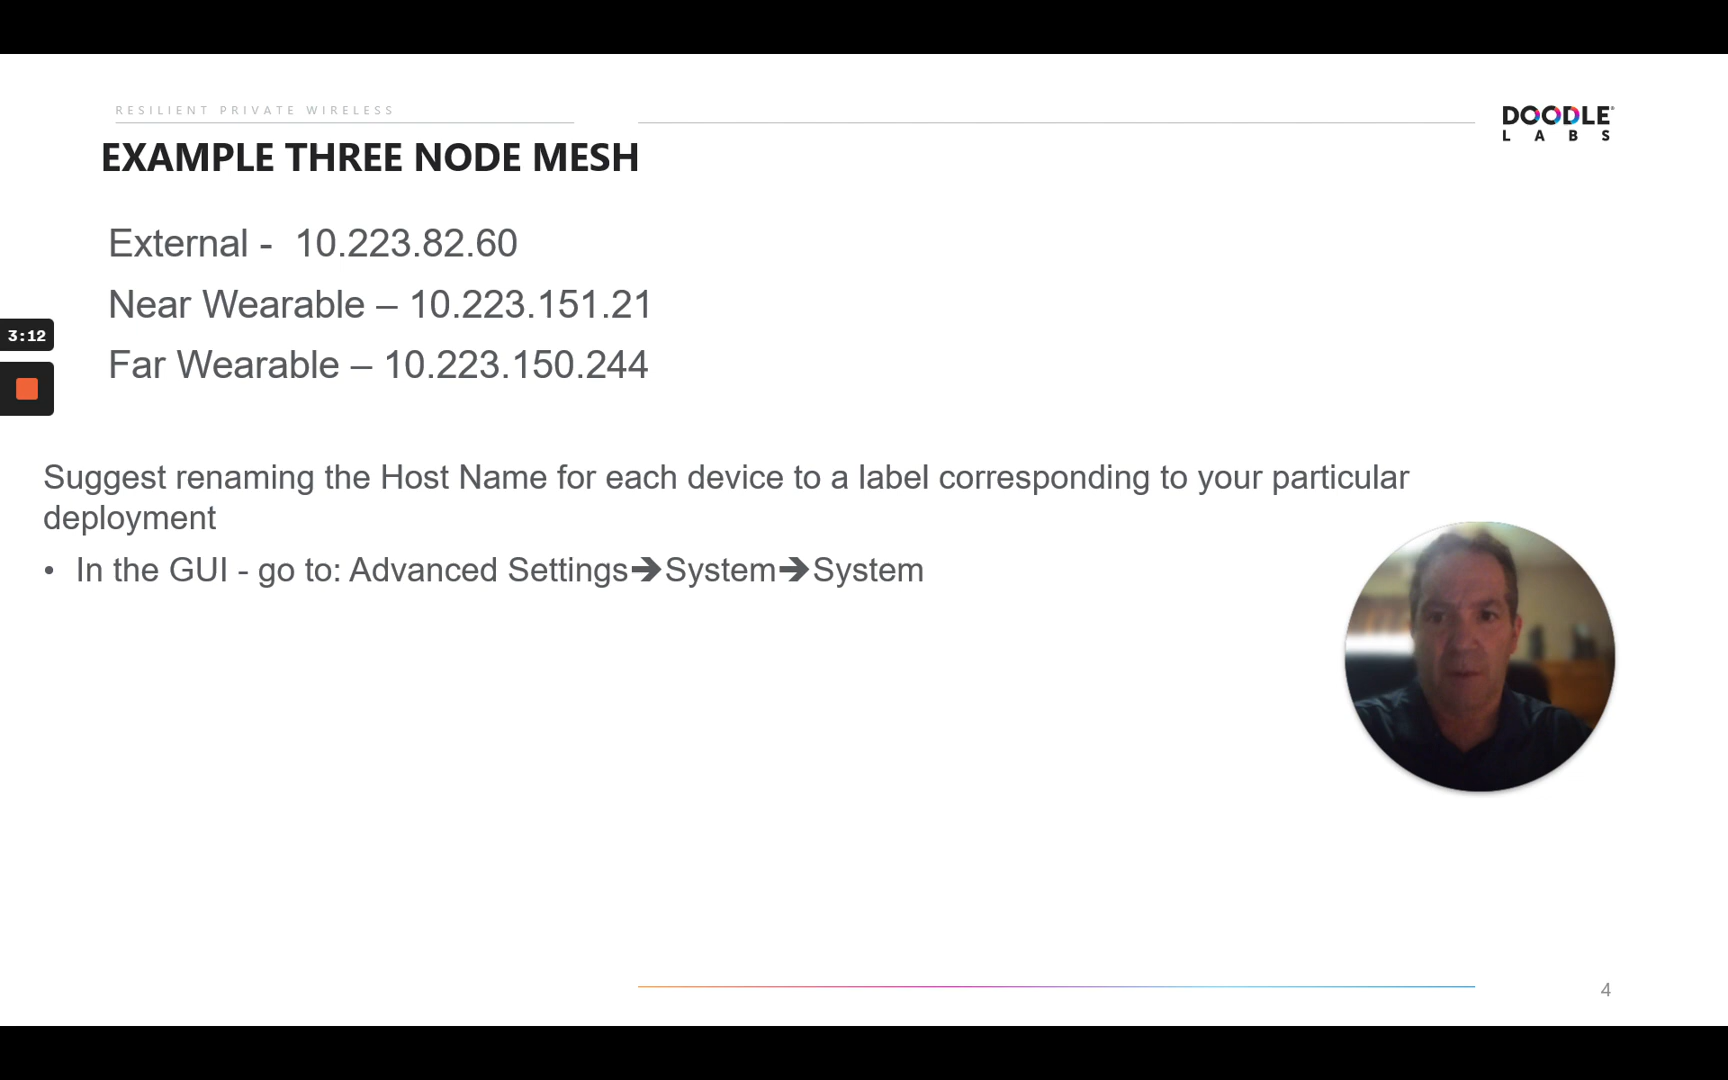 RESILIENT PRIVATE WIRELESS
DOODLE
LABS
EXAMPLE THREE NODE MESH
External -  10.223.82.60
Near Wearable – 10.223.151.21
3:12
Far Wearable – 10.223.150.244
Suggest renaming the Host Name for each device to a label corresponding to your particular
deployment
• In the GUI - go to: Advanced Settings➔System➔System
4